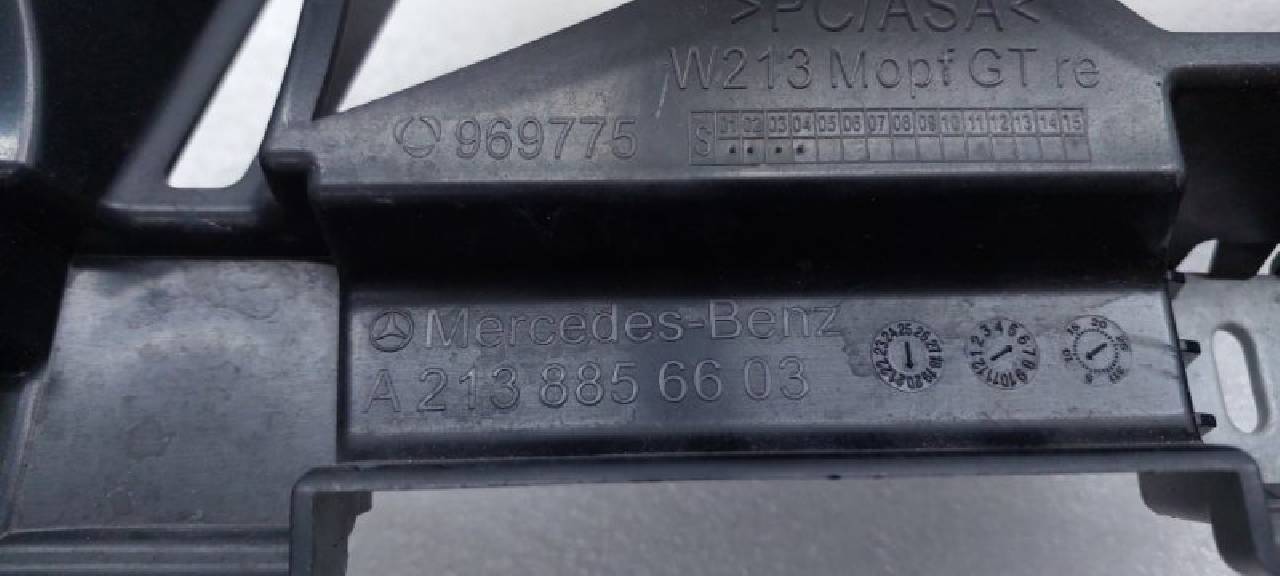 >PC/ASA<
W213 Mopf GT re
969775
S 01 02 03 04 05 06 07 08 09 10 11 12 13 14 15
Mercedes-Benz
A 213 885 66 03